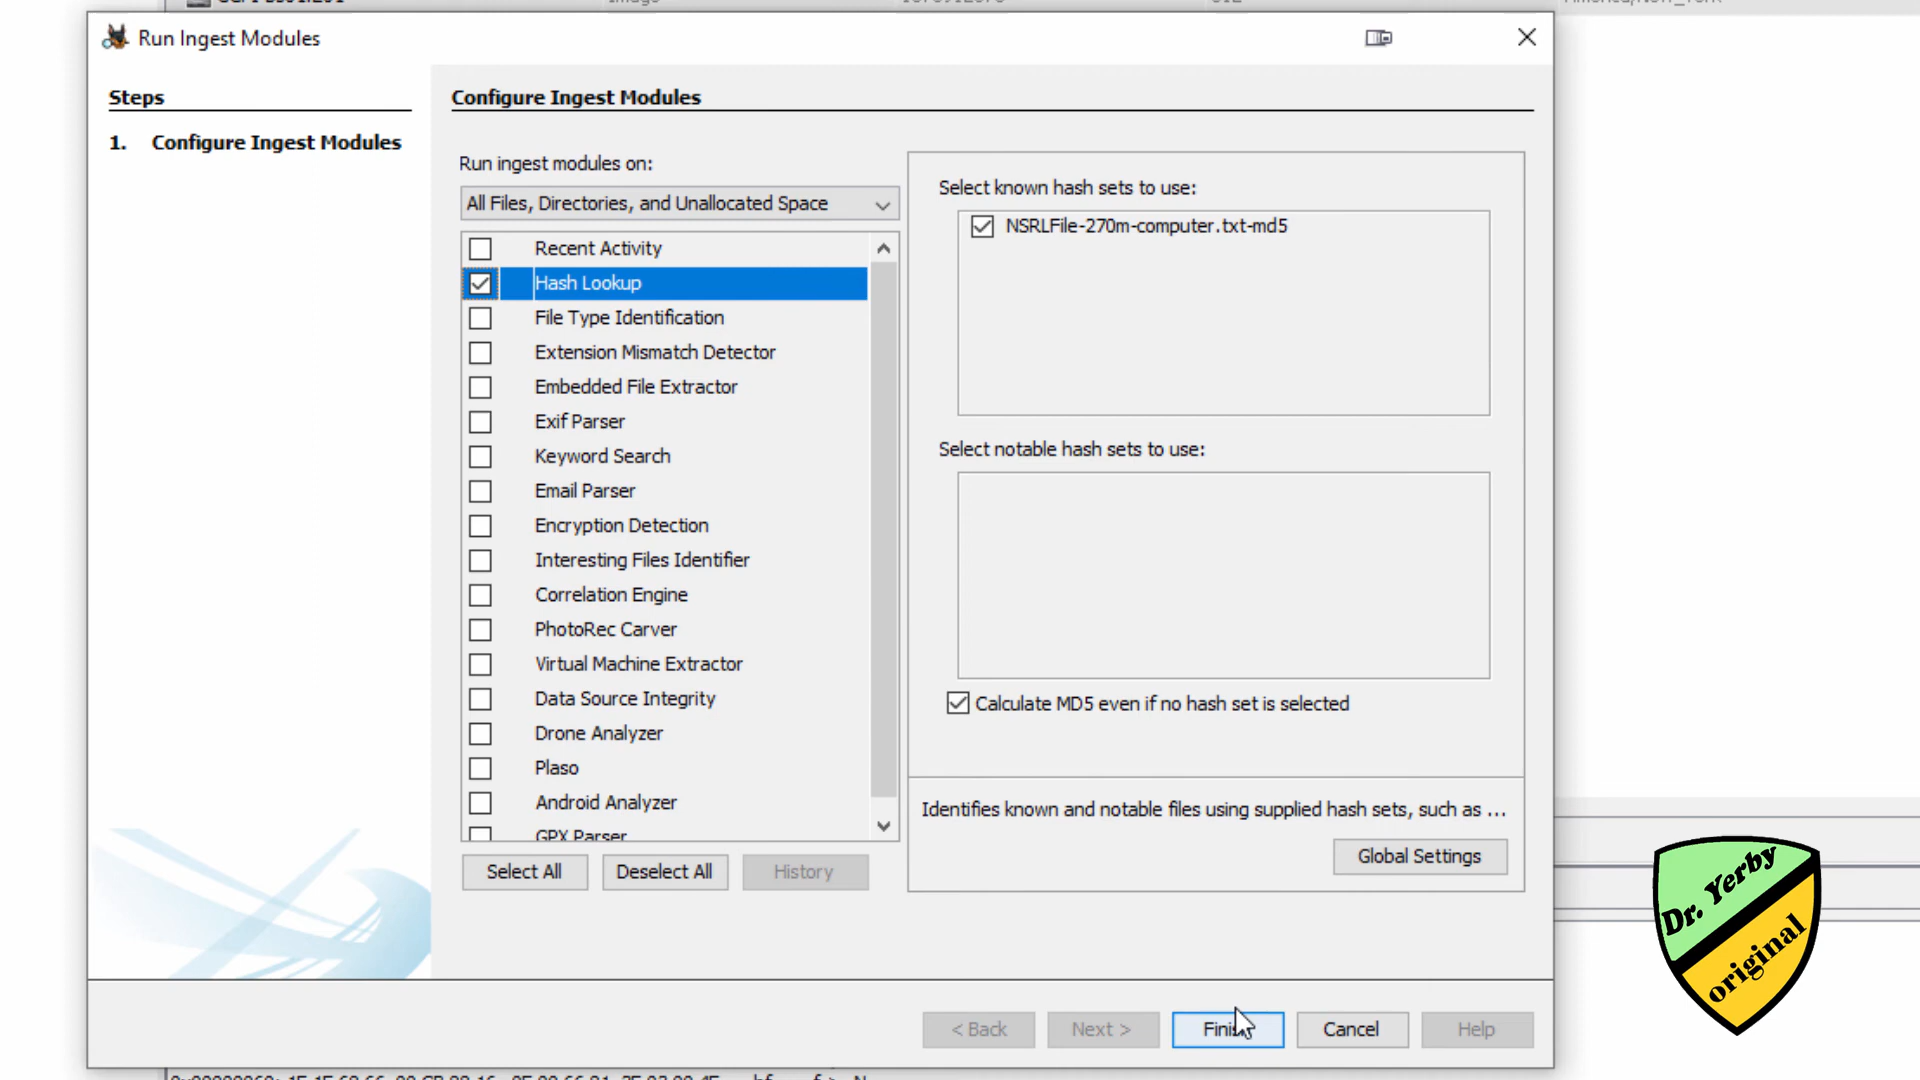 Run Ingest Modules
Steps
1. Configure Ingest Modules
Configure Ingest Modules
Run ingest modules on:
All Files, Directories, and Unallocated Space
Recent Activity
Hash Lookup
File Type Identification
Extension Mismatch Detector
Embedded File Extractor
Exif Parser
Keyword Search
Email Parser
Encryption Detection
Interesting Files Identifier
Correlation Engine
PhotoRec Carver
Virtual Machine Extractor
Data Source Integrity
Drone Analyzer
Plaso
Android Analyzer
GPX Parser
Select All
Deselect All
History
Select known hash sets to use:
NSRLFile-270m-computer.txt-md5
Select notable hash sets to use:
Calculate MD5 even if no hash set is selected
Identifies known and notable files using supplied hash sets, such as ...
Global Settings
< Back
Next >
Finish
Cancel
Help
Dr. Yerby
original